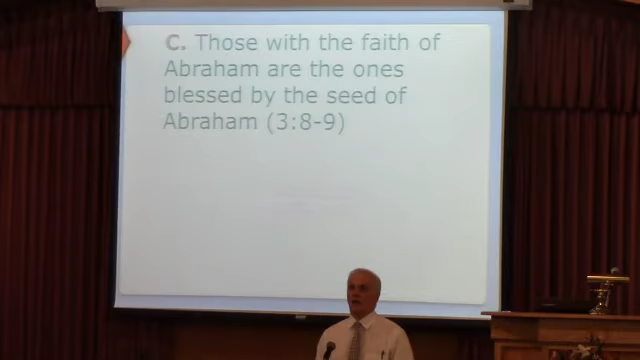 C. Those with the faith of
Abraham are the ones
blessed by the seed of
Abraham (3:8-9)